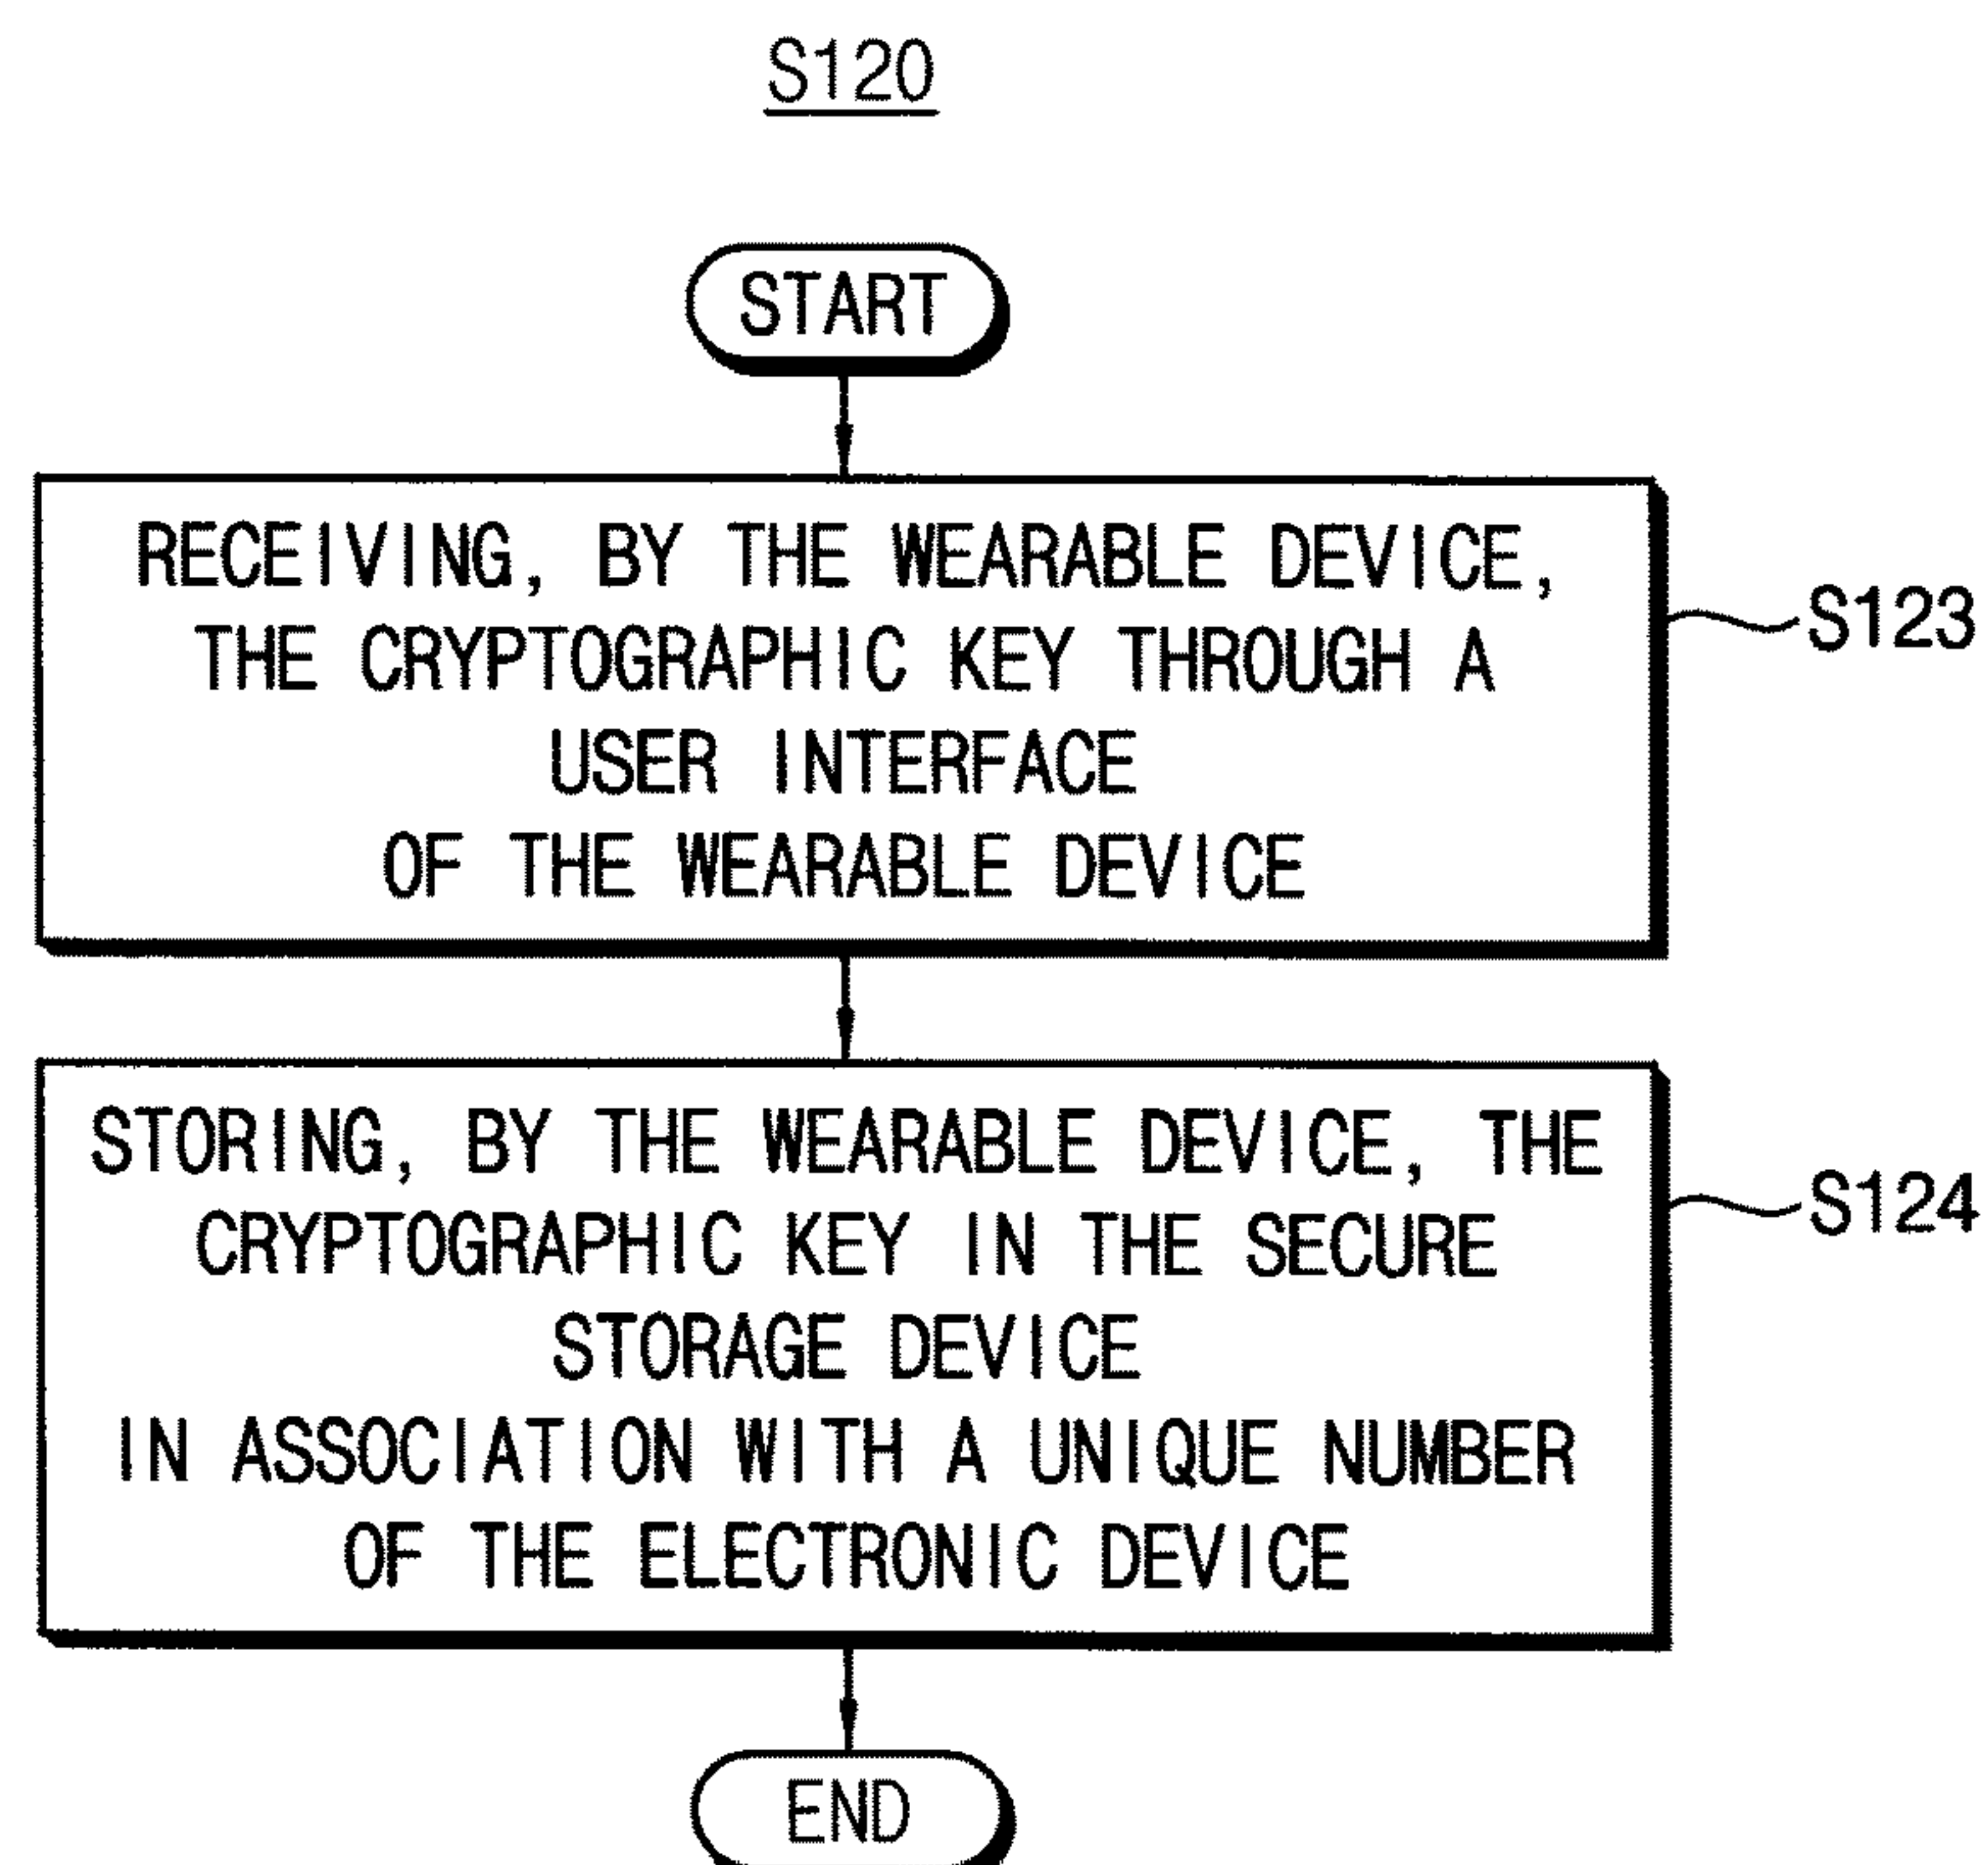 S120
START
RECEIVING, BY THE WEARABLE DEVICE,
THE CRYPTOGRAPHIC KEY THROUGH A
USER INTERFACE
OF THE WEARABLE DEVICE
S123
STORING, BY THE WEARABLE DEVICE, THE
CRYPTOGRAPHIC KEY IN THE SECURE
STORAGE DEVICE
IN ASSOCIATION WITH A UNIQUE NUMBER
OF THE ELECTRONIC DEVICE
S124
END